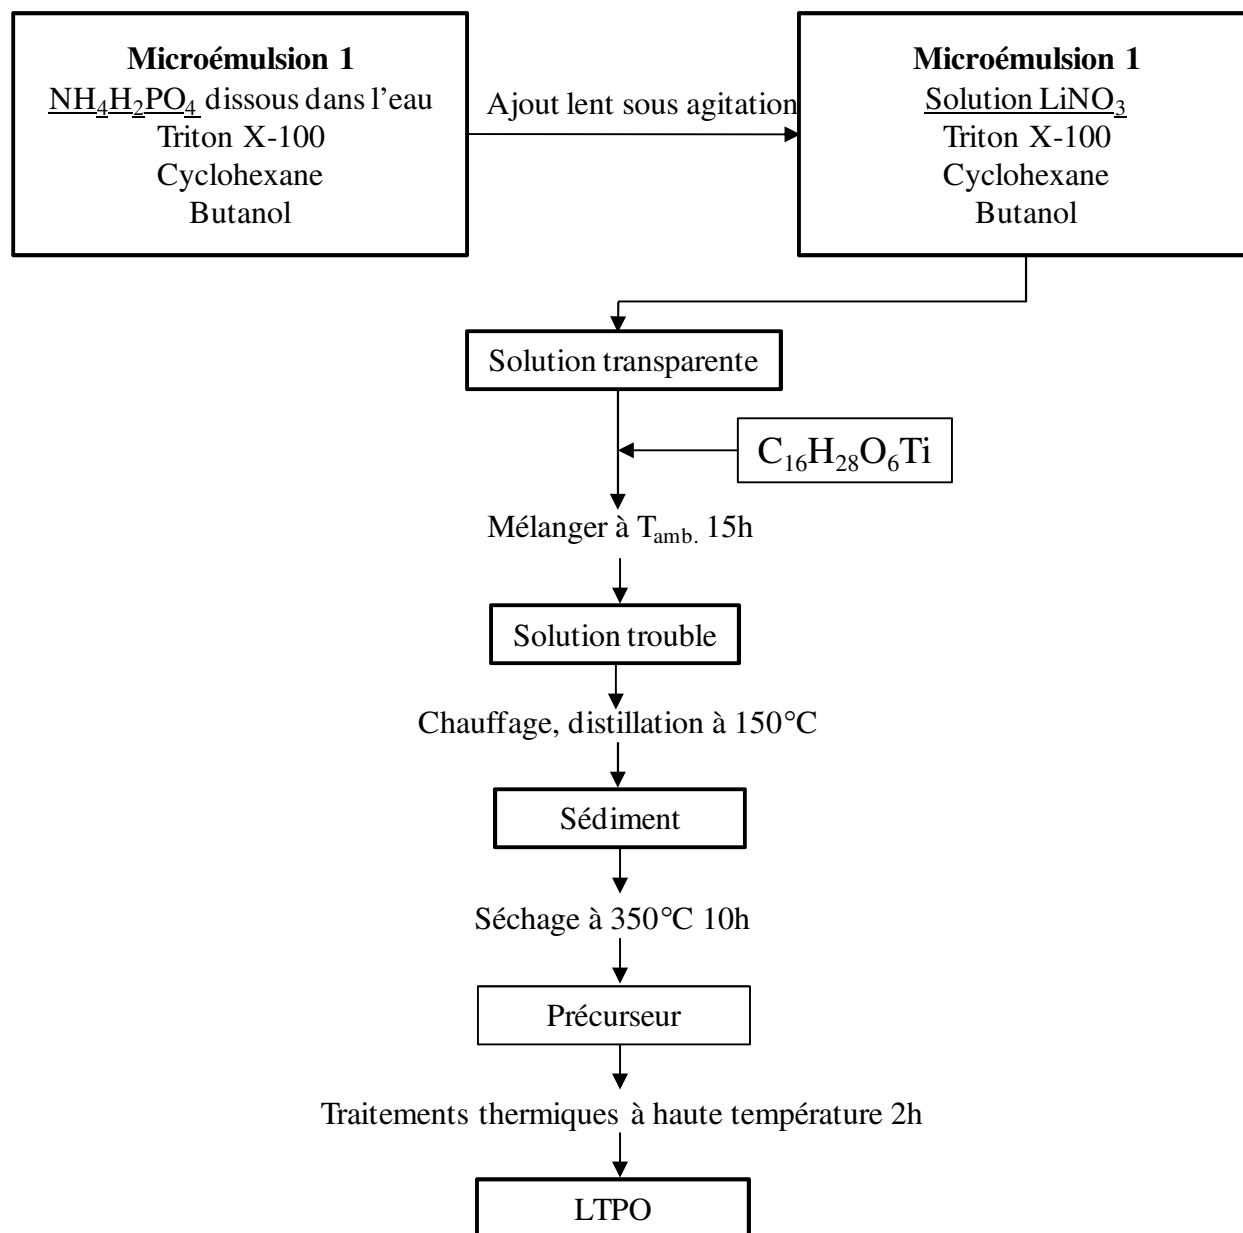 Microémulsion 1
NH₄H₂PO₄ dissous dans l’eau
Triton X-100
Cyclohexane
Butanol
Ajout lent sous agitation
Microémulsion 1
Solution LiNO₃
Triton X-100
Cyclohexane
Butanol
Solution transparente
C₁₆H₂₈O₆Ti
Mélanger à Tamb. 15h
Solution trouble
Chauffage, distillation à 150°C
Sédiment
Séchage à 350°C 10h
Précurseur
Traitements thermiques à haute température 2h
LTPO